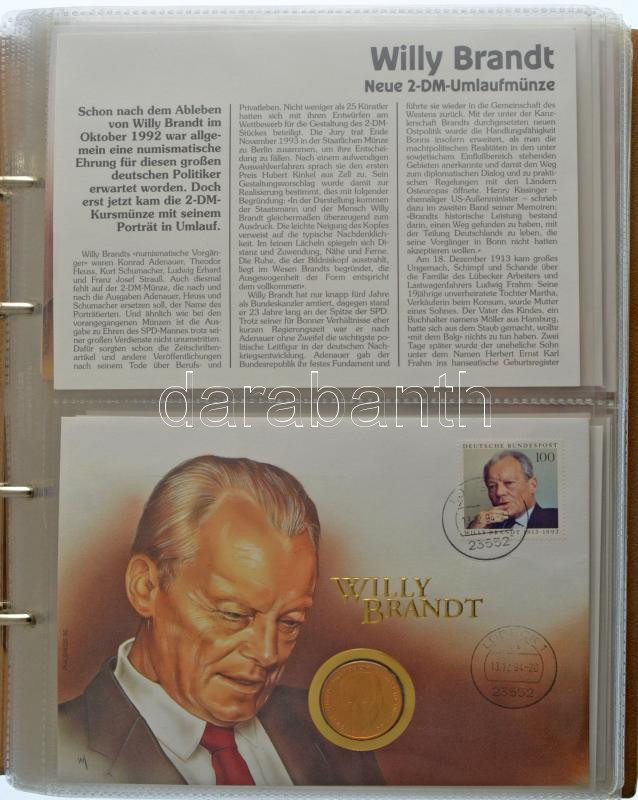 Willy Brandt
Neue 2-DM-Umlaufmünze
Schon nach dem Ableben
von Willy Brandt im
Oktober 1992 war allge-
mein eine numismatische
Ehrung für diesen großen
deutschen Politiker
erwartet worden. Doch
erst jetzt kam die 2-DM-
Kursmünze mit seinem
Porträt in Umlauf.
Willy Brandts »numismatische Vorgän-
ger« waren Konrad Adenauer, Theodor
Heuss, Kurt Schumacher, Ludwig Erhard
und Franz Josef Strauß. Auch diesmal
fehlt auf der 2-DM-Münze, die nach und
nach die Ausgaben Adenauer, Heuss und
Schumacher ersetzen soll, der Name des
Porträtierten. Und ähnlich wie bei den
vorangegangenen Münzen ist die Aus-
gabe zu Ehren des SPD-Mannes trotz sei-
ner großen Verdienste nicht unumstritten.
Dafür sorgten schon die Zeitschriften-
artikel und andere Veröffentlichungen
nach seinem Tode über Berufs- und
Privatleben. Nicht weniger als 25 Künstler
hatten sich mit ihren Entwürfen am
Wettbewerb für die Gestaltung des 2-DM-
Stückes beteiligt. Die Jury trat Ende
November 1993 in der Staatlichen Münze
zu Berlin zusammen, um ihre Entschei-
dung zu fällen. Nach einem aufwendigen
Auswahlverfahren sprach sie den ersten
Preis Hubert Kinkel aus Zell zu. Sein
Gestaltungsvorschlag wurde damit zur
Realisierung bestimmt, dies mit folgender
Begründung: »In der Darstellung kommen
der Staatsmann und der Mensch Willy
Brandt gleichermaßen überzeugend zum
Ausdruck. Die leichte Neigung des Kopfes
verweist auf die typische Nachdenklich-
keit. Im feinen Lächeln spiegeln sich Di-
stanz und Zuwendung, Nähe und Ferne.
Die Ruhe, die der Bildniskopf ausstrahlt,
liegt im Wesen Brandts begründet, die
Ausgewogenheit der Form entspricht
dem vollkommen«.
Willy Brandt hat nur knapp fünf Jahre
als Bundeskanzler amtiert, dagegen stand
er 23 Jahre lang an der Spitze der SPD.
Trotz seiner für Bonner Verhältnisse eher
kurzen Regierungszeit war er nach
Adenauer ohne Zweifel die wichtigste po-
litische Leitfigur in der deutschen Nach-
kriegsentwicklung. Adenauer gab der
Bundesrepublik ihr festes Fundament und
führte sie wieder in die Gemeinschaft des
Westens zurück. Mit der unter der Kanz-
lerschaft Brandts durchgesetzten neuen
Ostpolitik wurde die Handlungsfähigkeit
Bonns insofern erweitert, als man die
machtpolitischen Realitäten in den unter
sowjetischem Einflußbereich stehenden
Gebieten anerkannte und damit den Weg
zum diplomatischen Dialog und zu prakti-
schen Regelungen mit den Ländern
Osteuropas öffnete. Henry Kissinger -
ehemaliger US-Außenminister - schrieb
dazu im zweiten Band seiner Memoiren:
»Brandts historische Leistung bestand
darin, einen Weg gefunden zu haben, mit
der Teilung Deutschlands zu leben, die
seine Vorgänger in Bonn nicht hatten
akzeptieren wollen.«
Am 18. Dezember 1913 kam großes
Ungemach, Schimpf und Schande über
die Familie des Lübecker Arbeiters und
Lastwagenfahrers Ludwig Frahm: Seine
19jährige unverheiratete Tochter Martha,
Verkäuferin beim Konsum, wurde Mutter
eines Sohnes. Der Vater des Kindes, ein
Buchhalter namens Möller aus Hamburg,
hatte sich aus dem Staub gemacht, wollte
»mit dem Balg« nichts zu tun haben. Zwei
Tage später wurde der uneheliche Sohn
unter dem Namen Herbert Ernst Karl
Frahm ins hanseatische Geburtsregister
darabanth
DEUTSCHE BUNDESPOST
100
WILLY BRANDT 1913-1992
23552
WILLY
BRANDT
LÜBECK 1
13.12.94-20
23552